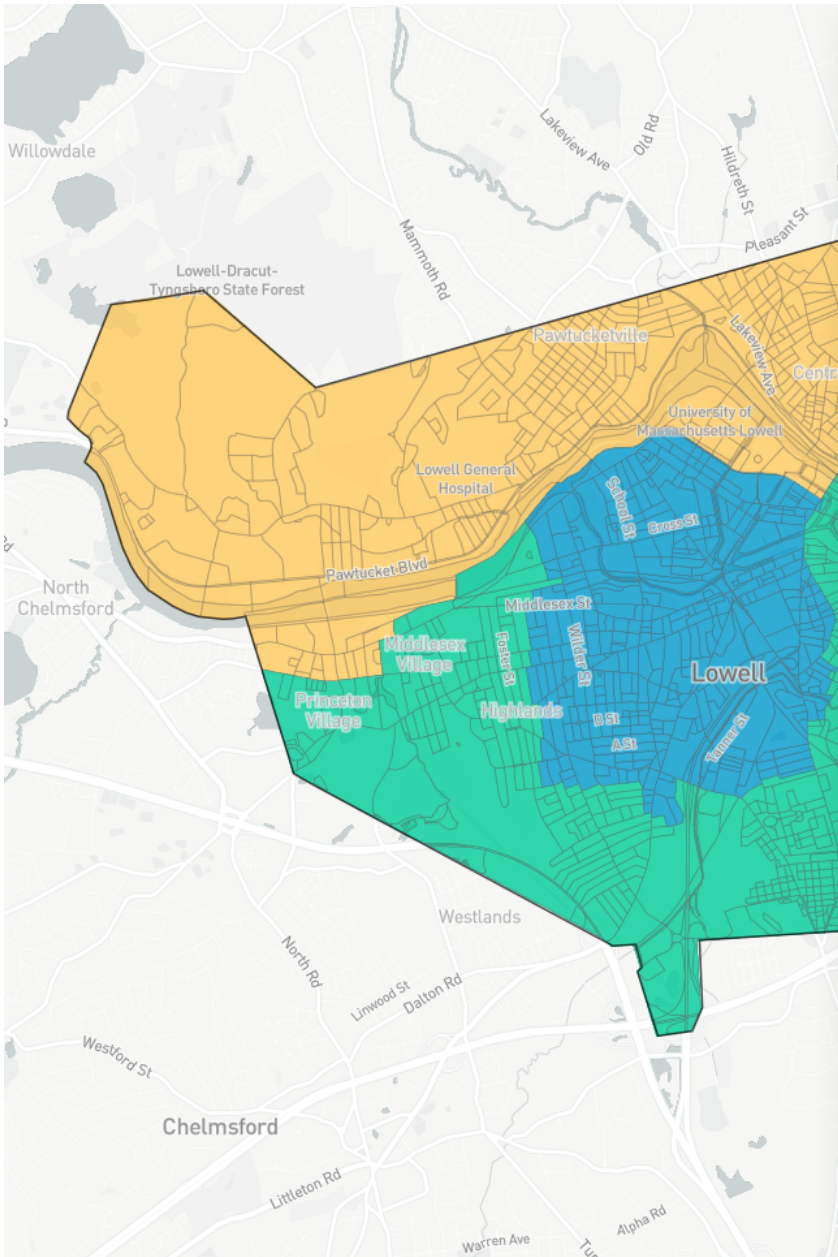 Willowdale
Lakeview Ave
Old Rd
Hildreth St
Pleasant St
Mammoth Rd
Lowell-Dracut-
Tyngsboro State Forest
Pawtucketville
Lakeview Ave
Centr
University of
Massachusetts Lowell
Lowell General
Hospital
School St
Cross St
Pawtucket Blvd
North
Chelmsford
Middlesex St
Middlesex
Village
Foster St
Wilder St
Lowell
Princeton
Village
Highlands
B St
A St
Tanner St
Westlands
North Rd
Linwood St
Dalton Rd
Westford St
Chelmsford
Littleton Rd
Alpha Rd
Warren Ave